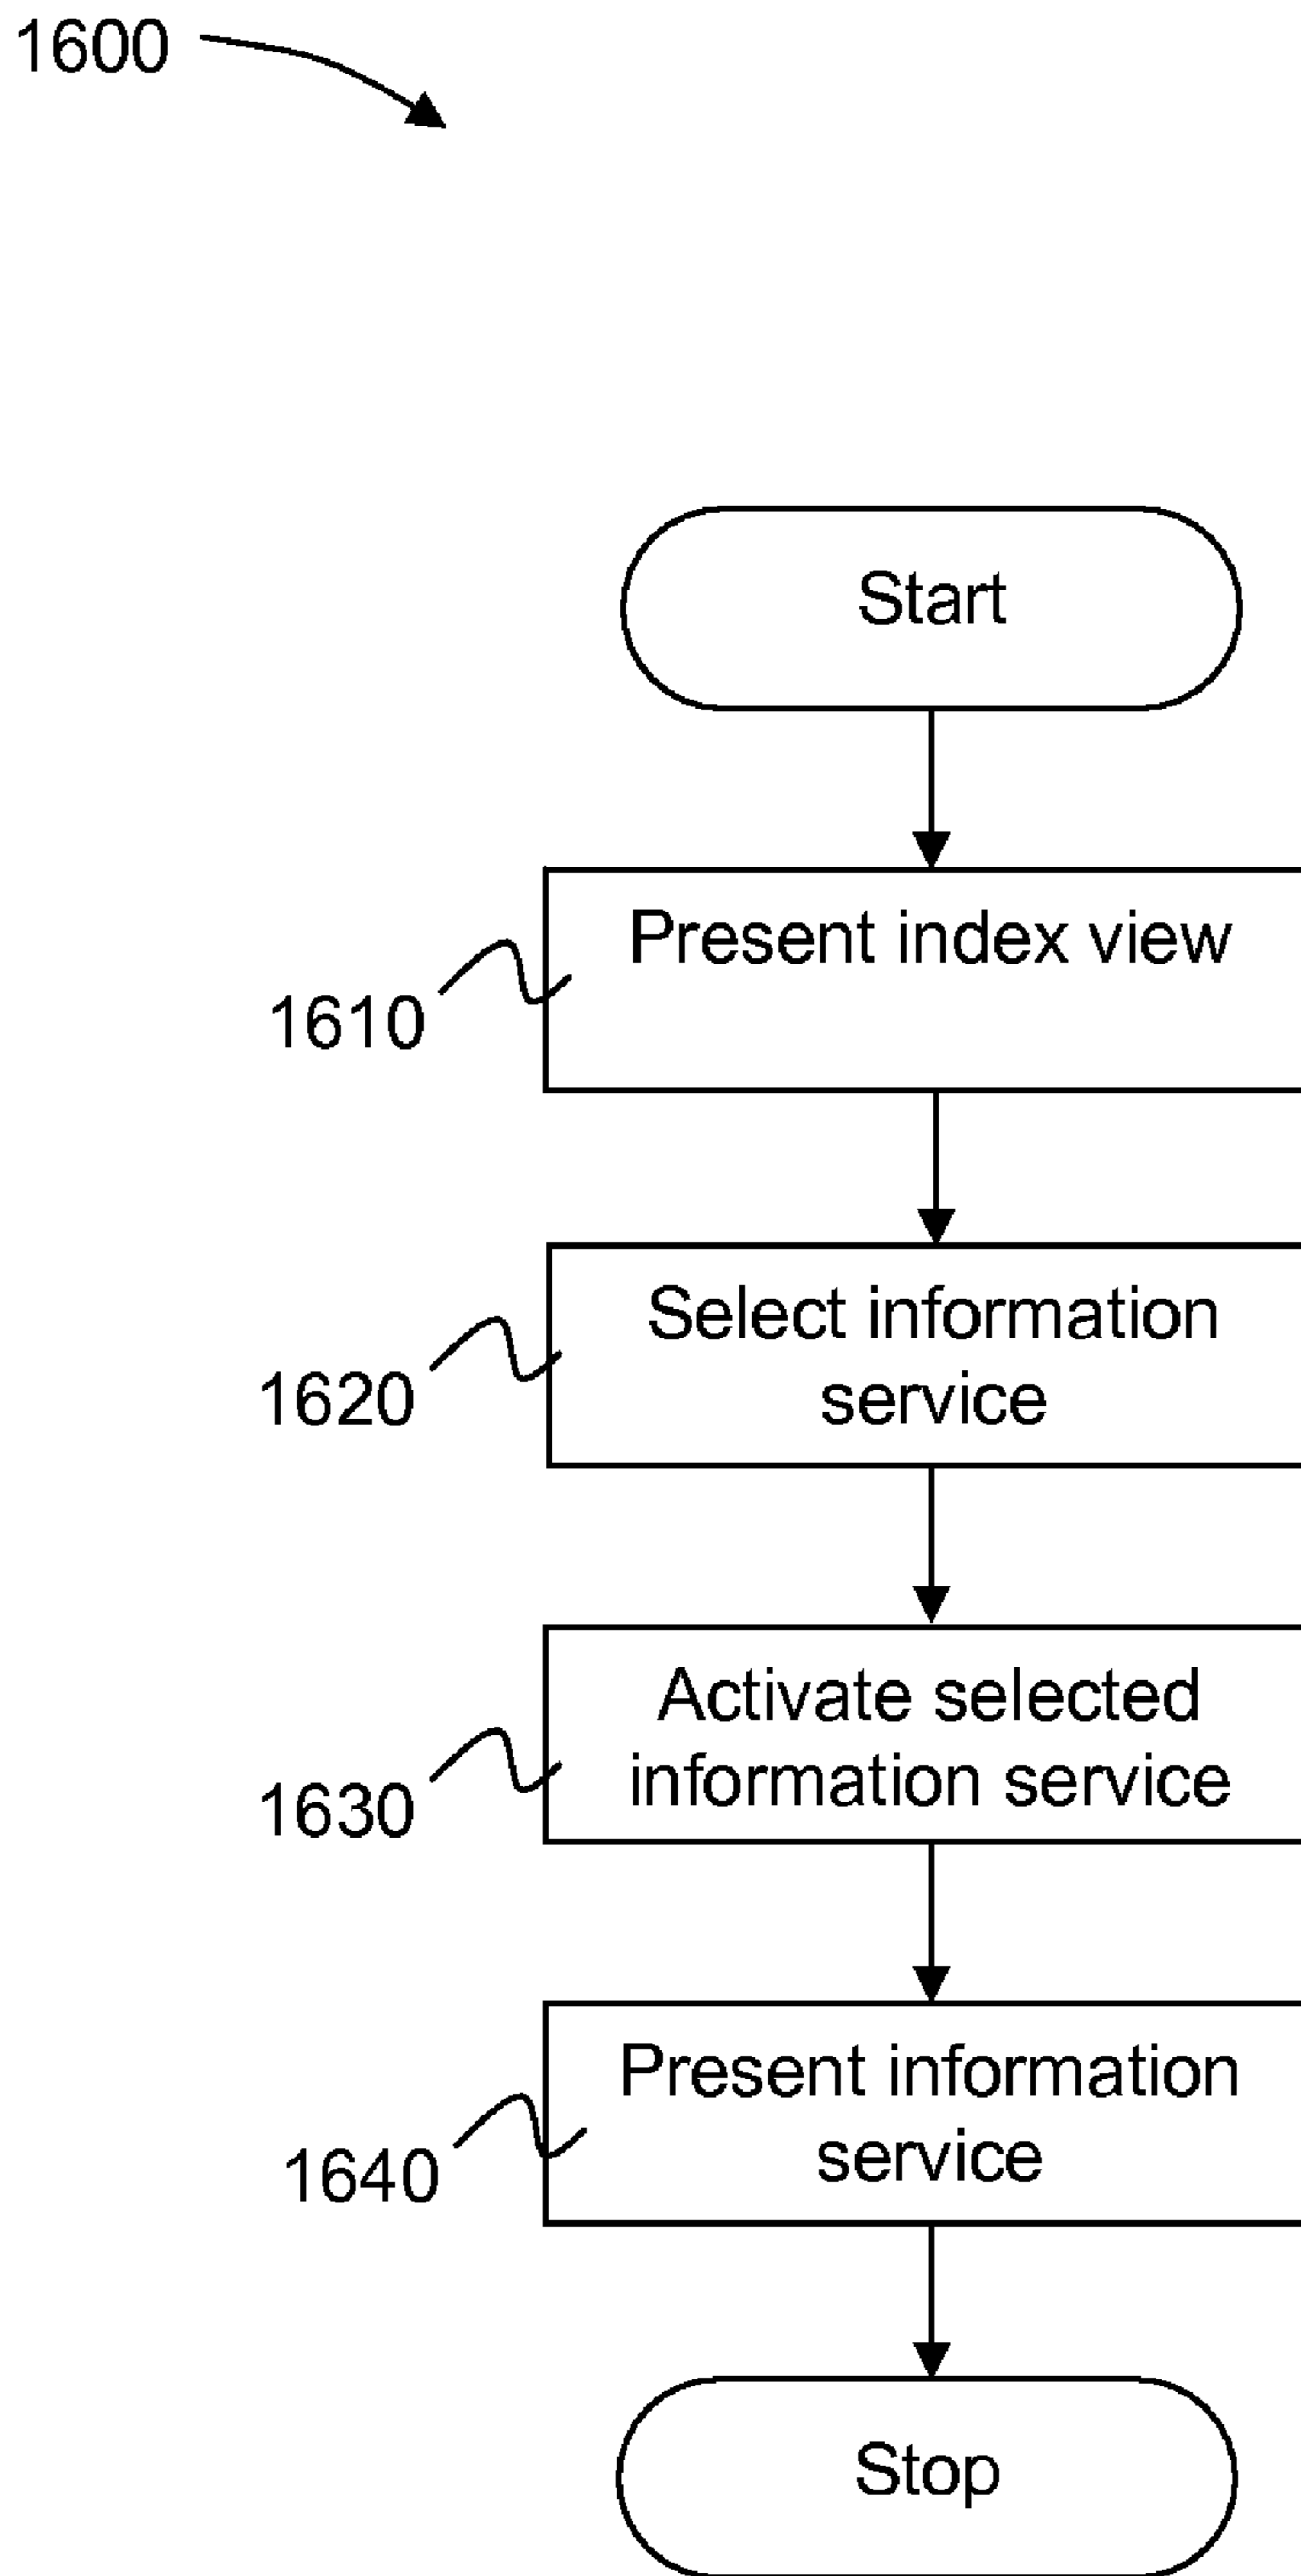 1600
Start
Present index view
1610
Select information
service
1620
Activate selected
information service
1630
Present information
service
1640
Stop